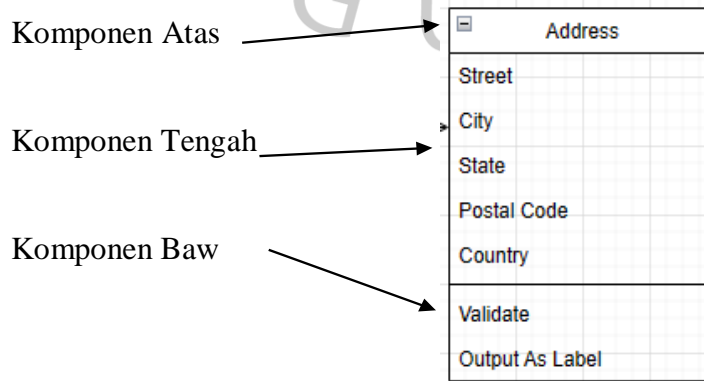 Komponen Atas
Address
Street
City
Komponen Tengah
State
Postal Code
Komponen Baw
Country
Validate
Output As Label